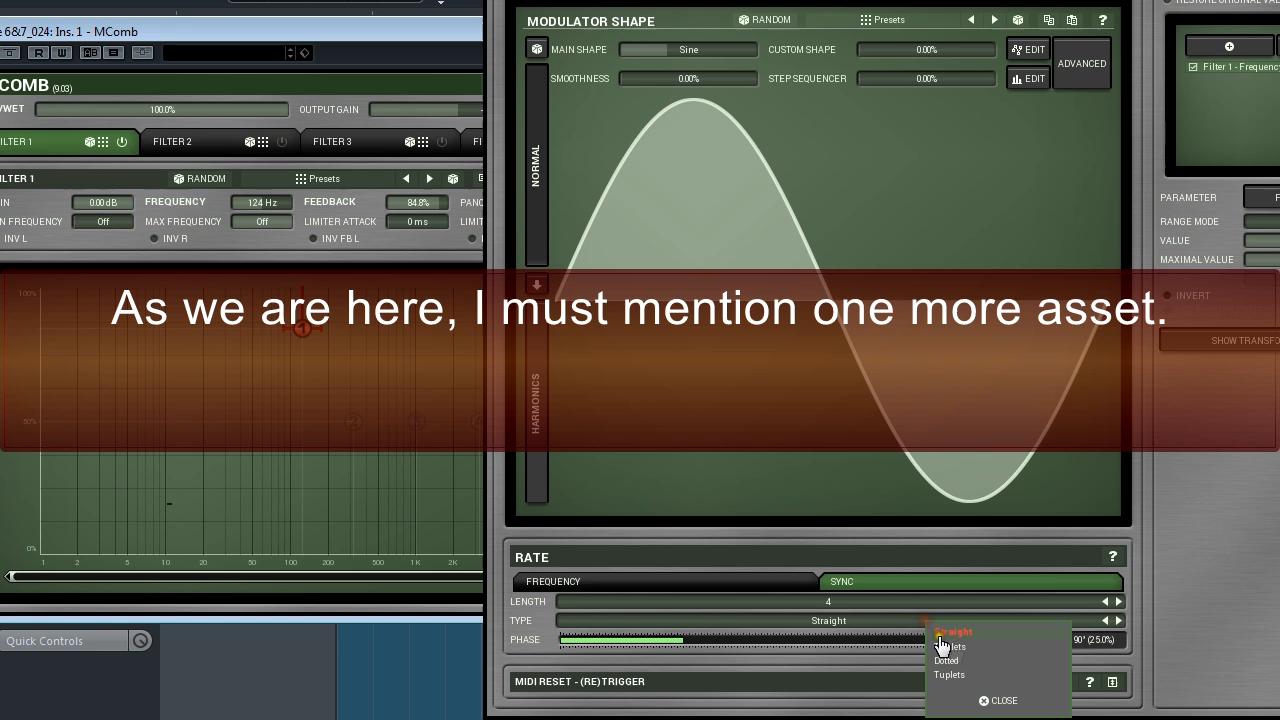 6&7_024: Ins. 1 - MComb
R W
COMB (9.03)
WET 100.0% OUTPUT GAIN
FILTER 1 FILTER 2 FILTER 3
FILTER 1 RANDOM Presets
0.00 dB FREQUENCY 124 Hz FEEDBACK 84.8%
FREQUENCY Off MAX FREQUENCY Off LIMITER ATTACK 0 ms
INV L INV R INV FB L
MODULATOR SHAPE RANDOM Presets ?
MAIN SHAPE Sine CUSTOM SHAPE 0.00% EDIT ADVANCED
SMOOTHNESS 0.00% STEP SEQUENCER 0.00% EDIT
NORMAL
HARMONICS
Filter 1 - Frequency
PARAMETER
RANGE MODE
VALUE
MAXIMAL VALUE
INVERT
SHOW TRANSFO
As we are here, I must mention one more asset.
100%
1
2 3
50%
0%
1 2 5 10 20 50 100 200 500 1K 2K
RATE ?
FREQUENCY SYNC
LENGTH 4
TYPE Straight
PHASE 90° (25.0%)
Straight
Dotted
Tuplets
CLOSE
MIDI RESET - (RE)TRIGGER ?
Quick Controls